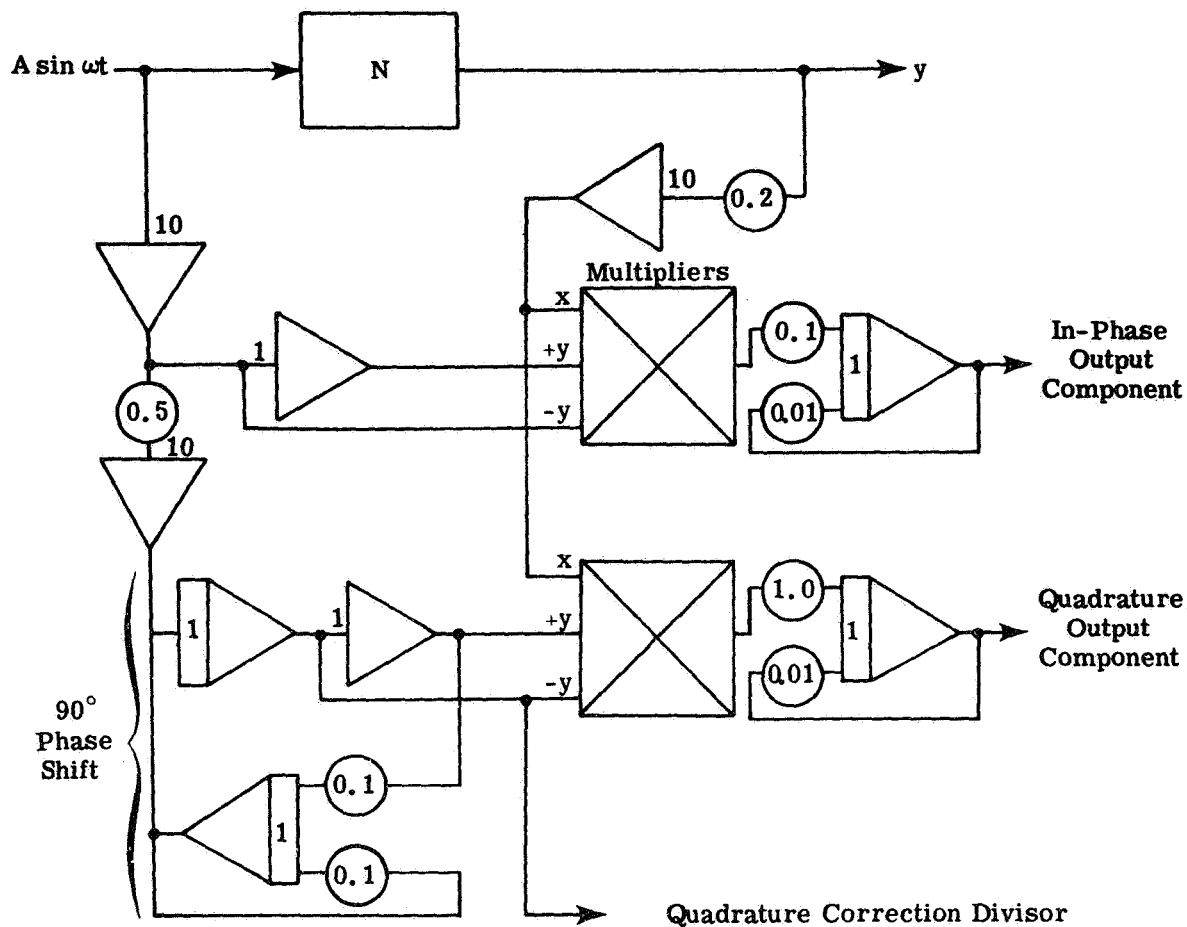 A sin ωt
N
y
10
0.2
10
Multipliers
x
1
+y
-y
0.1
1
0.01
In-Phase
Output
Component
0.5
10
x
1
1
+y
-y
1.0
1
0.01
Quadrature
Output
Component
90°
Phase
Shift
0.1
1
0.1
Quadrature Correction Divisor